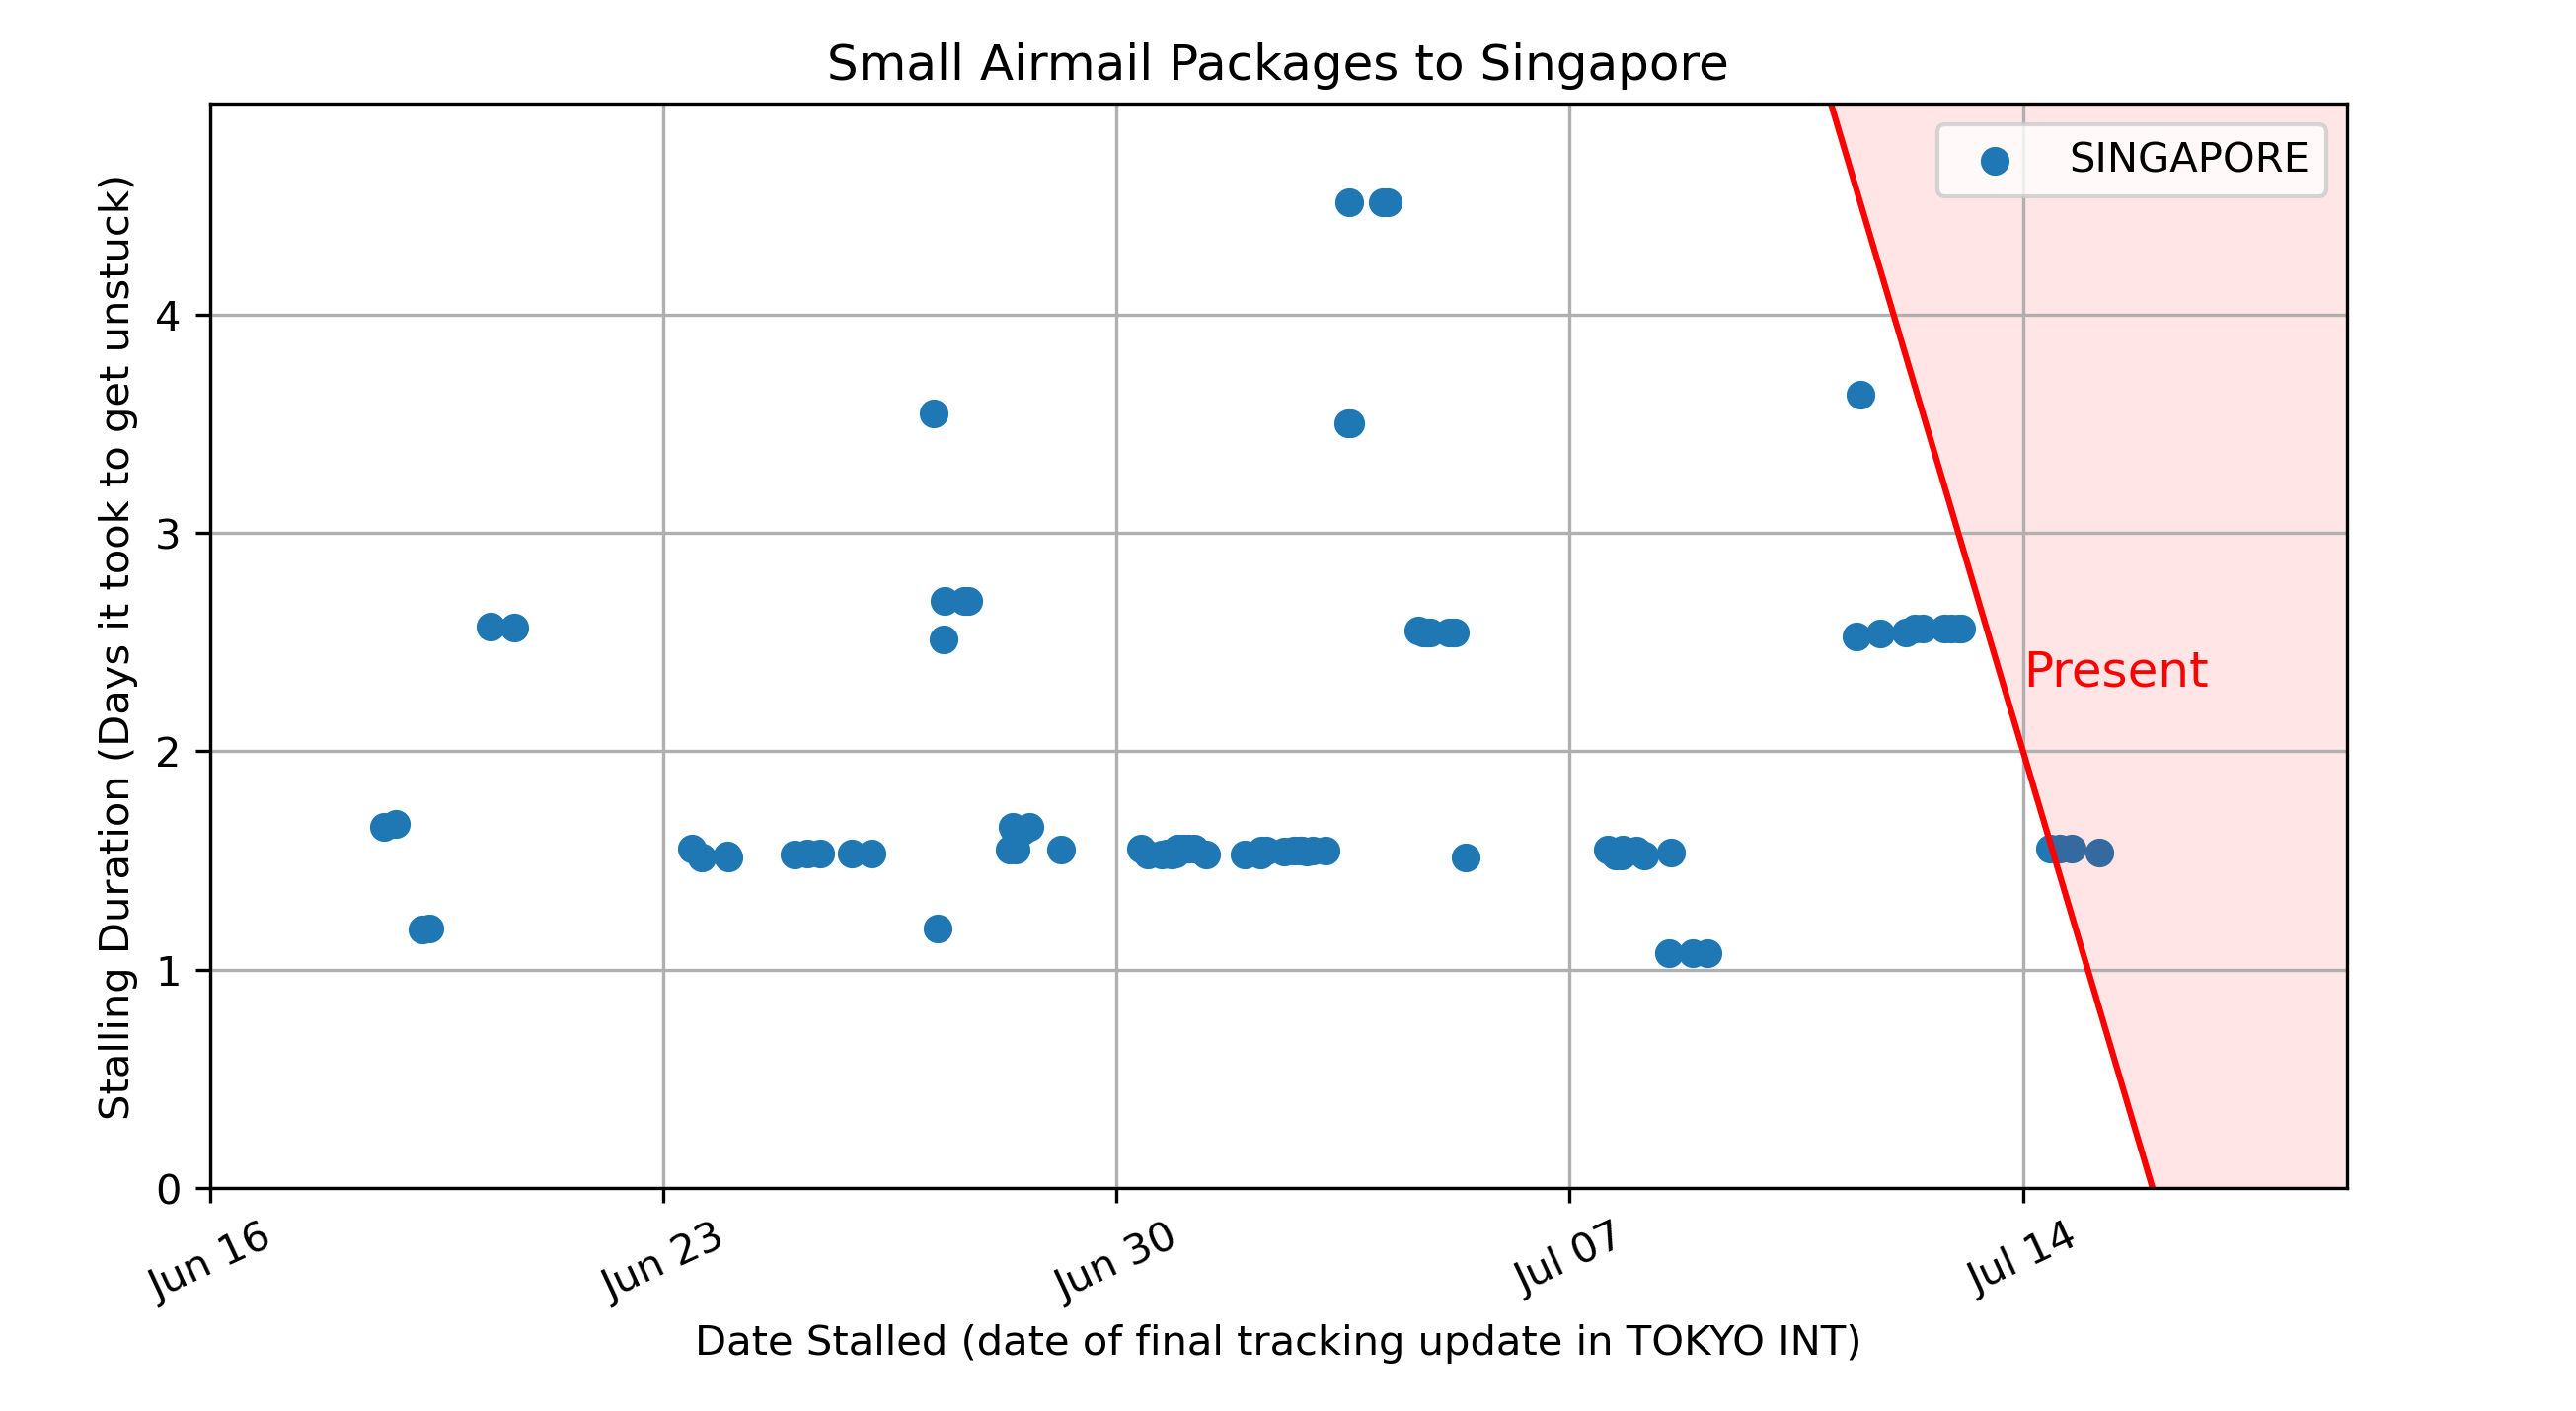 Small Airmail Packages to Singapore
SINGAPORE
Stalling Duration (Days it took to get unstuck)
4
3
2
1
0
Present
Jun 16
Jun 23
Jun 30
Jul 07
Jul 14
Date Stalled (date of final tracking update in TOKYO INT)